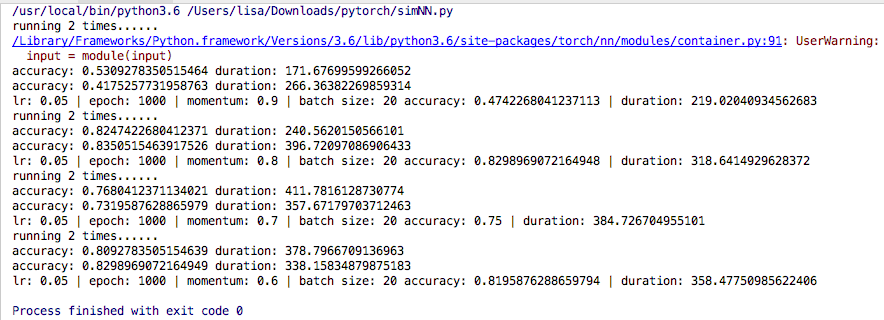 /usr/local/bin/python3.6 /Users/lisa/Downloads/pytorch/simNN.py
running 2 times......
/Library/Frameworks/Python.framework/Versions/3.6/lib/python3.6/site-packages/torch/nn/modules/container.py:91: UserWarning:
input = module(input)
accuracy: 0.5309278350515464 duration: 171.67699599266052
accuracy: 0.4175257731958763 duration: 266.36382269859314
lr: 0.05 | epoch: 1000 | momentum: 0.9 | batch size: 20 accuracy: 0.4742268041237113 | duration: 219.02040934562683
running 2 times......
accuracy: 0.8247422680412371 duration: 240.5620150566101
accuracy: 0.8350515463917526 duration: 396.72097086906433
lr: 0.05 | epoch: 1000 | momentum: 0.8 | batch size: 20 accuracy: 0.8298969072164948 | duration: 318.6414929628372
running 2 times......
accuracy: 0.7680412371134021 duration: 411.7816128730774
accuracy: 0.7319587628865979 duration: 357.67179703712463
lr: 0.05 | epoch: 1000 | momentum: 0.7 | batch size: 20 accuracy: 0.75 | duration: 384.726704955101
running 2 times......
accuracy: 0.8092783505154639 duration: 378.7966709136963
accuracy: 0.8298969072164949 duration: 338.15834879875183
lr: 0.05 | epoch: 1000 | momentum: 0.6 | batch size: 20 accuracy: 0.8195876288659794 | duration: 358.47750985622406
Process finished with exit code 0